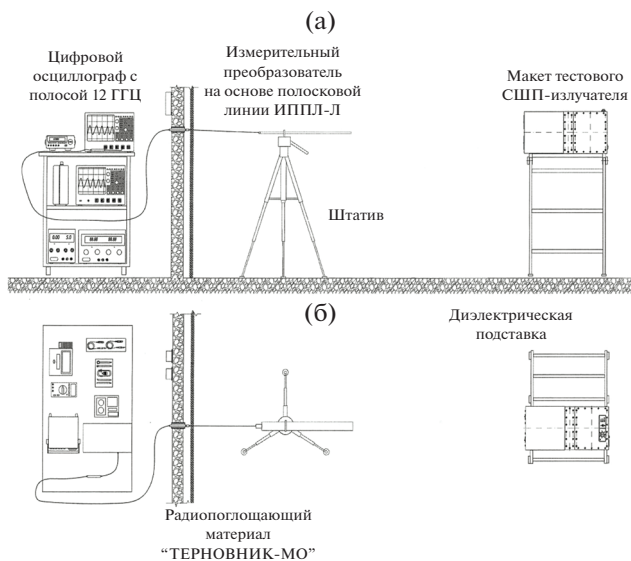 (а)
Цифровой
осциллограф с
полосой 12 ГГЦ
Измерительный
преобразователь
на основе полосковой
линии ИППЛ-Л
Макет тестового
СШП-излучателя
Штатив
(б)
Диэлектрическая
подставка
Радиопоглощающий
материал
“ТЕРНОВНИК-МО”